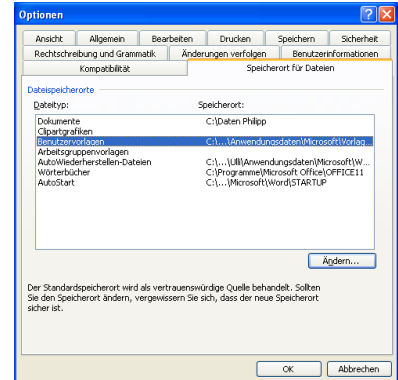 Optionen
Ansicht Allgemein Bearbeiten Drucken Speichern Sicherheit
Rechtschreibung und Grammatik Änderungen verfolgen Benutzerinformationen
Kompatibilität Speicherort für Dateien
Dateispeicherorte
Dateityp: Speicherort:
Dokumente C:\Daten Philipp
Clipartgrafiken
Benutzervorlagen C:\...\Anwendungsdaten\Microsoft\Vorlag...
Arbeitsgruppenvorlagen
AutoWiederherstellen-Dateien C:\...\Ulli\Anwendungsdaten\Microsoft\W...
Wörterbücher C:\Programme\Microsoft Office\OFFICE11
AutoStart C:\...\Microsoft\Word\STARTUP
Ändern...
Der Standardspeicherort wird als vertrauenswürdige Quelle behandelt. Sollten
Sie den Speicherort ändern, vergewissern Sie sich, dass der neue Speicherort
sicher ist.
OK Abbrechen